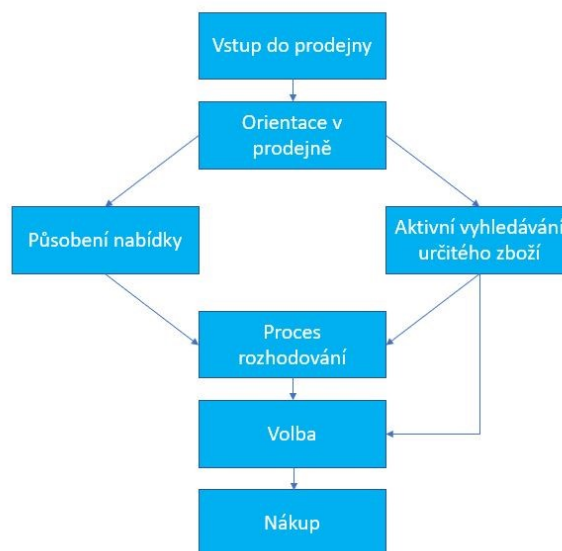 Vstup do prodejny
Orientace v
prodejně
Působení nabídky
Aktivní vyhledávání
určitého zboží
Proces
rozhodování
Volba
Nákup